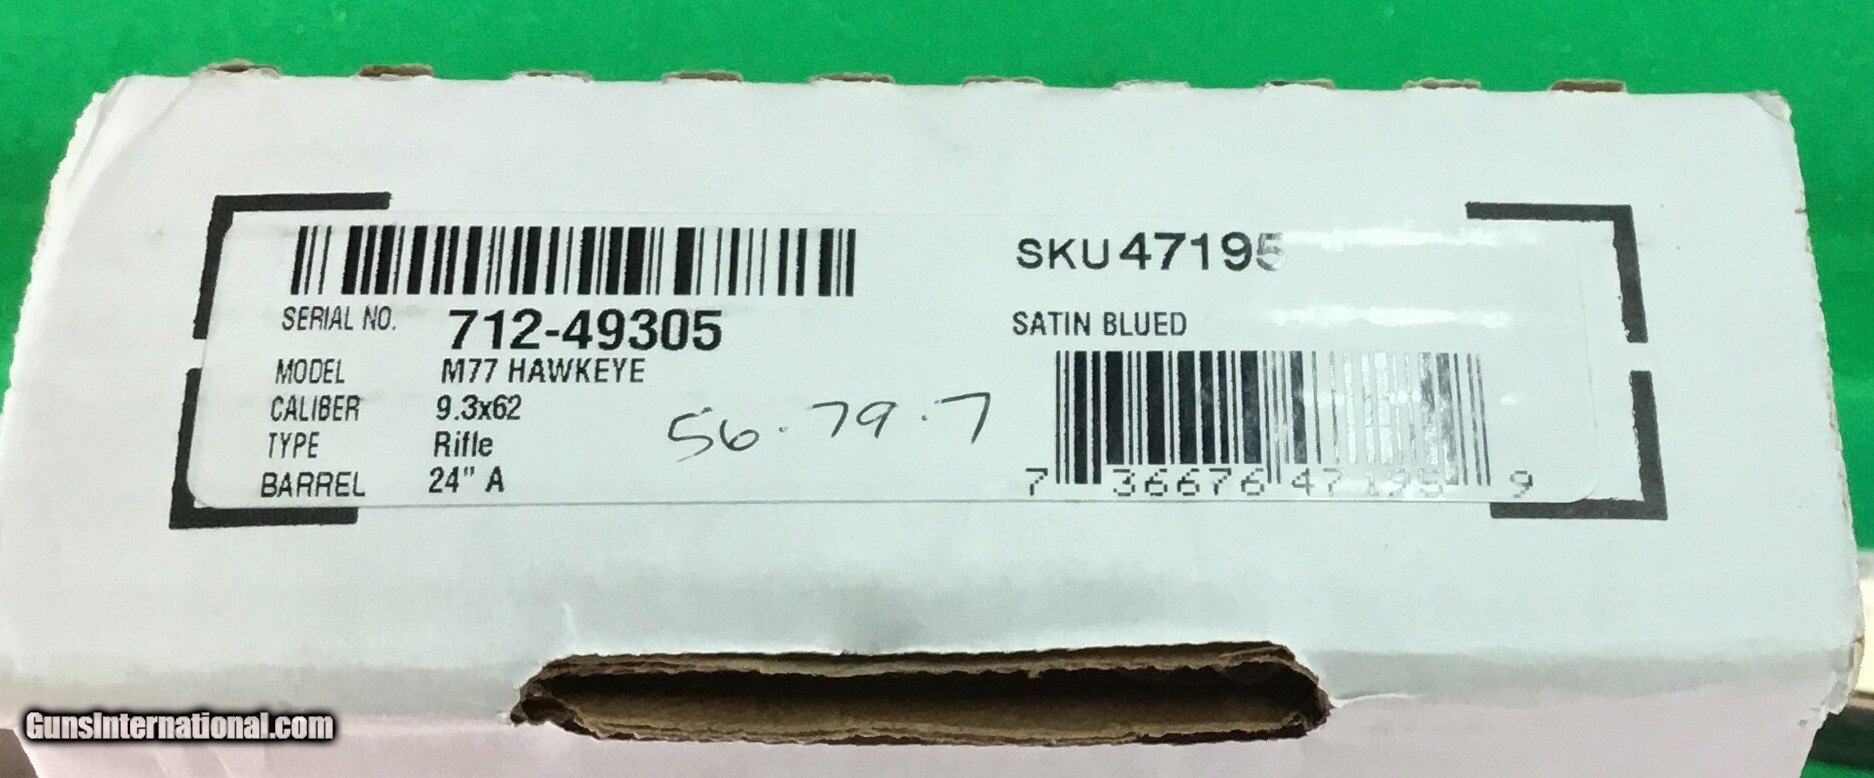 SKU 47195
SERIAL NO. 712-49305
SATIN BLUED
MODEL M77 HAWKEYE
CALIBER 9.3x62
56.79.7
TYPE Rifle
BARREL 24" A
7 36676 47195 9
GunsInternational.com